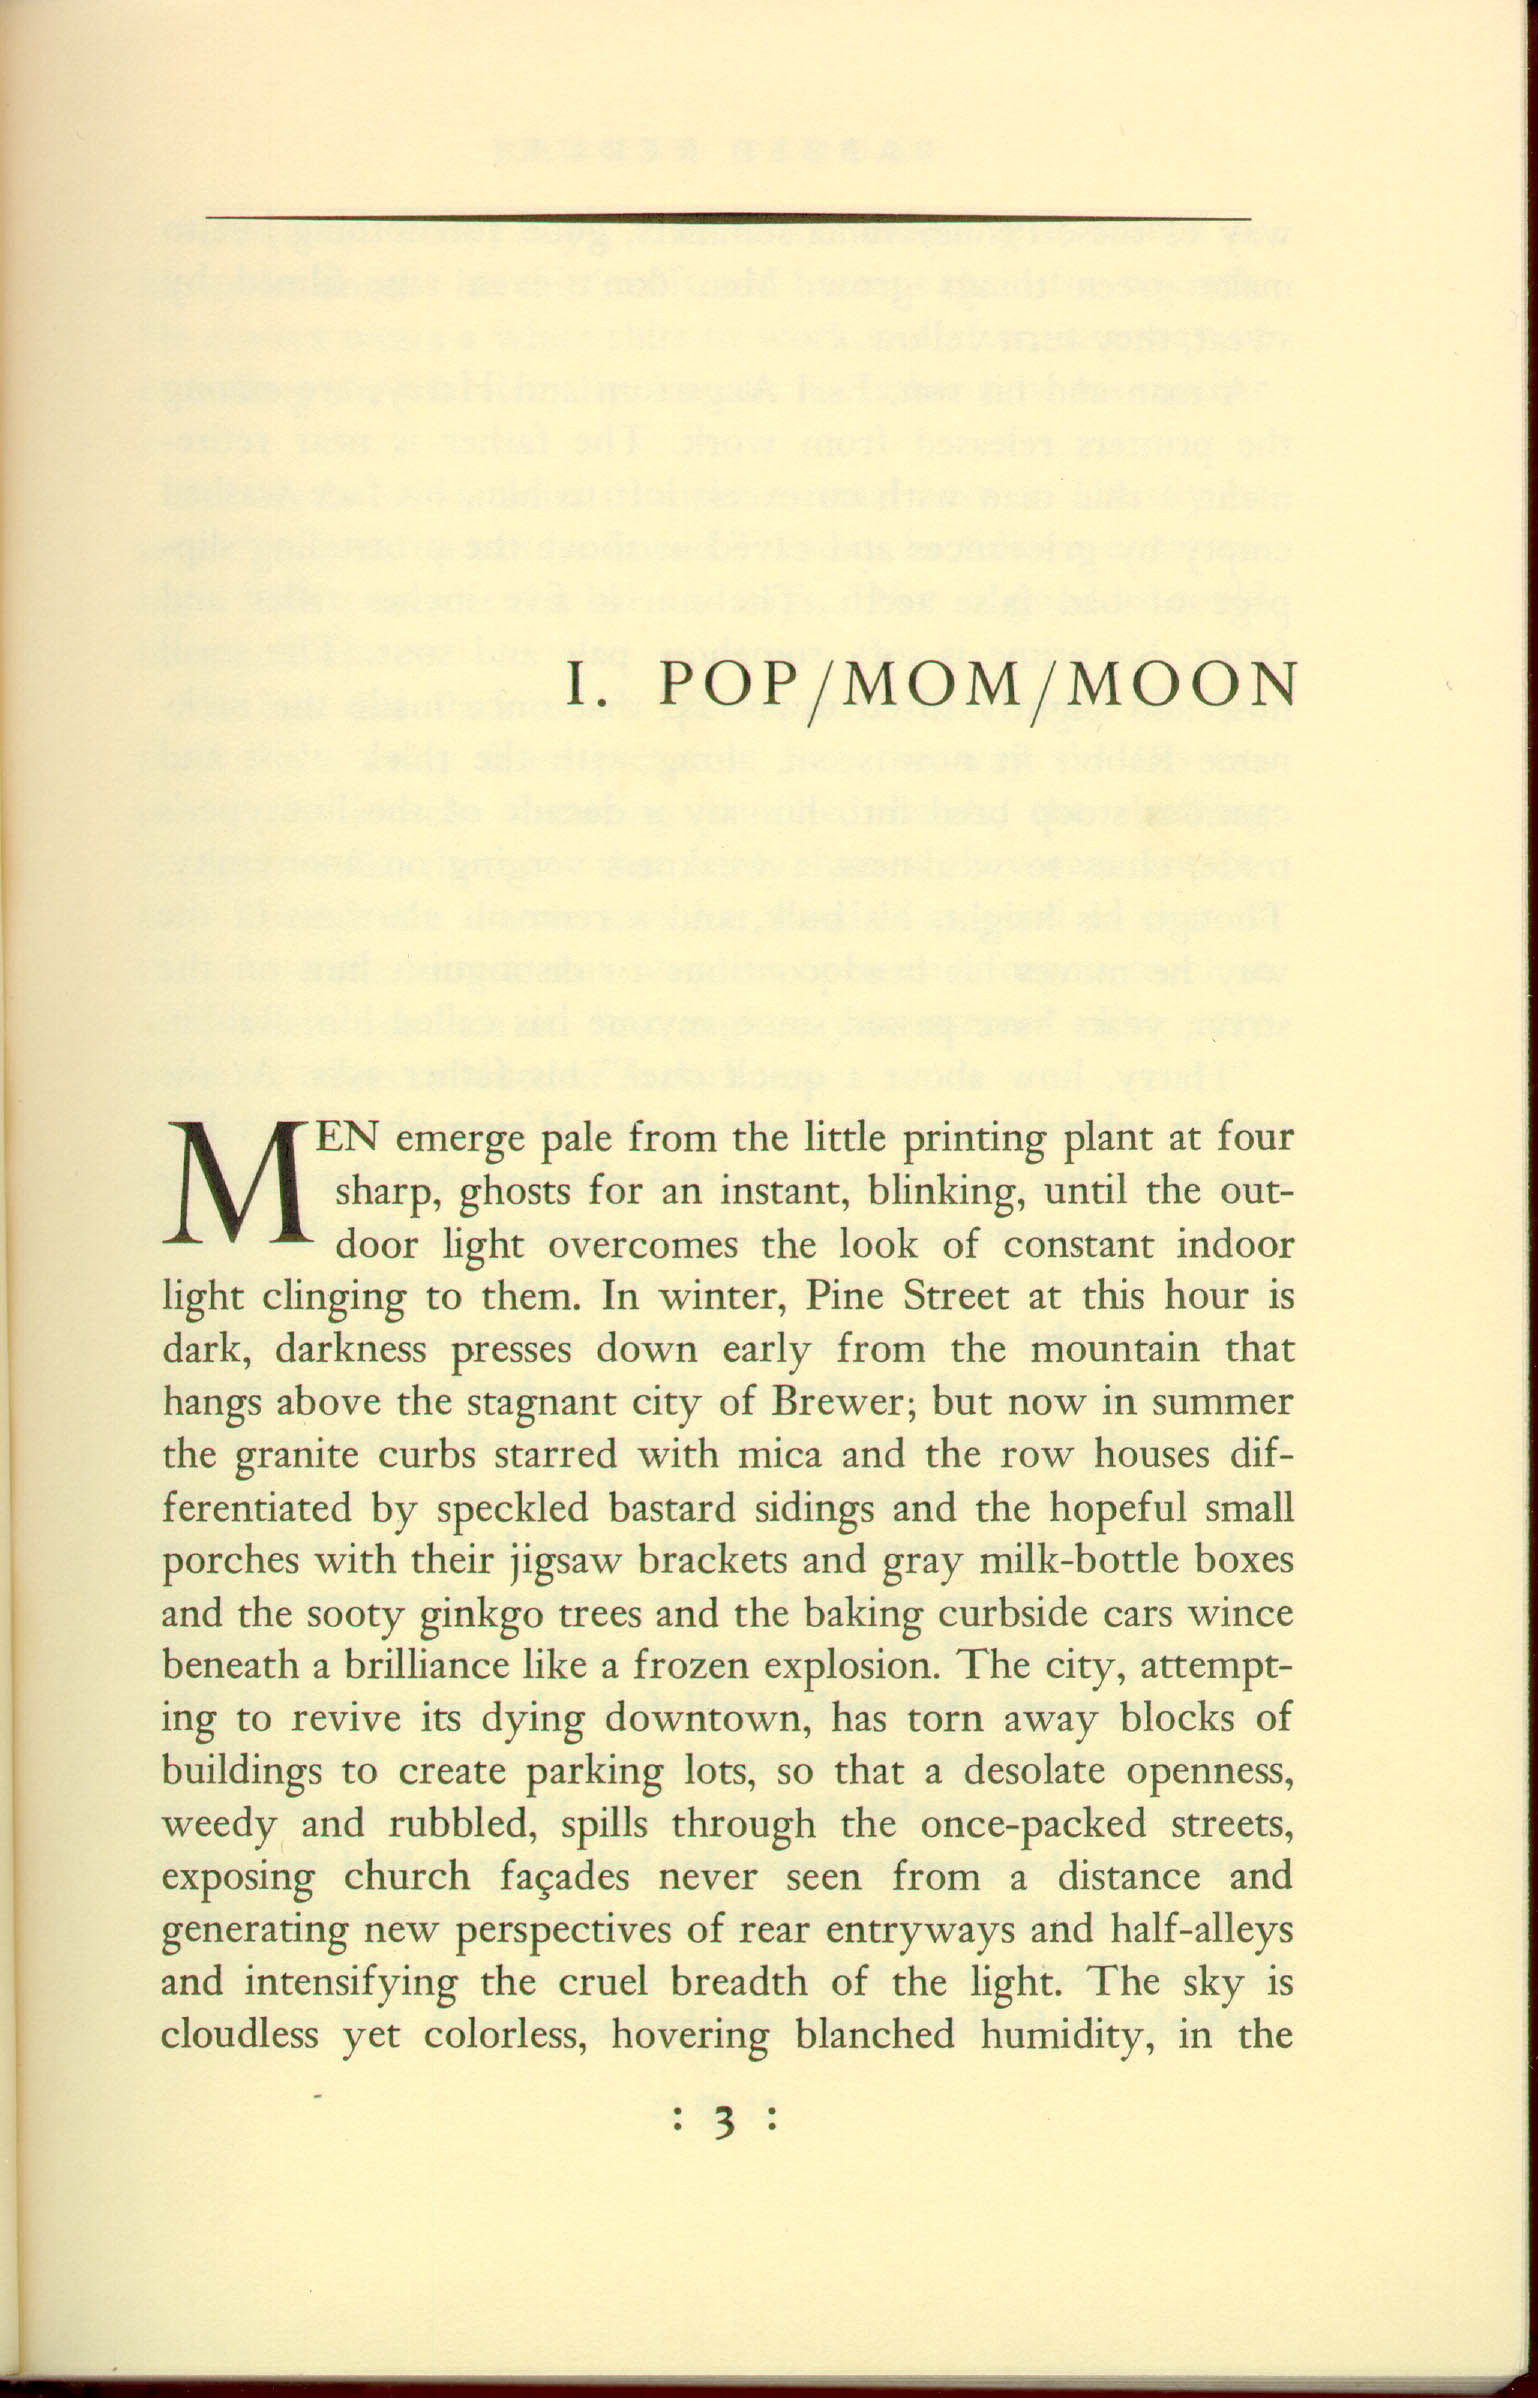 I. POP/MOM/MOON
MEN emerge pale from the little printing plant at four
sharp, ghosts for an instant, blinking, until the out-
door light overcomes the look of constant indoor
light clinging to them. In winter, Pine Street at this hour is
dark, darkness presses down early from the mountain that
hangs above the stagnant city of Brewer; but now in summer
the granite curbs starred with mica and the row houses dif-
ferentiated by speckled bastard sidings and the hopeful small
porches with their jigsaw brackets and gray milk-bottle boxes
and the sooty ginkgo trees and the baking curbside cars wince
beneath a brilliance like a frozen explosion. The city, attempt-
ing to revive its dying downtown, has torn away blocks of
buildings to create parking lots, so that a desolate openness,
weedy and rubbled, spills through the once-packed streets,
exposing church façades never seen from a distance and
generating new perspectives of rear entryways and half-alleys
and intensifying the cruel breadth of the light. The sky is
cloudless yet colorless, hovering blanched humidity, in the
: 3 :